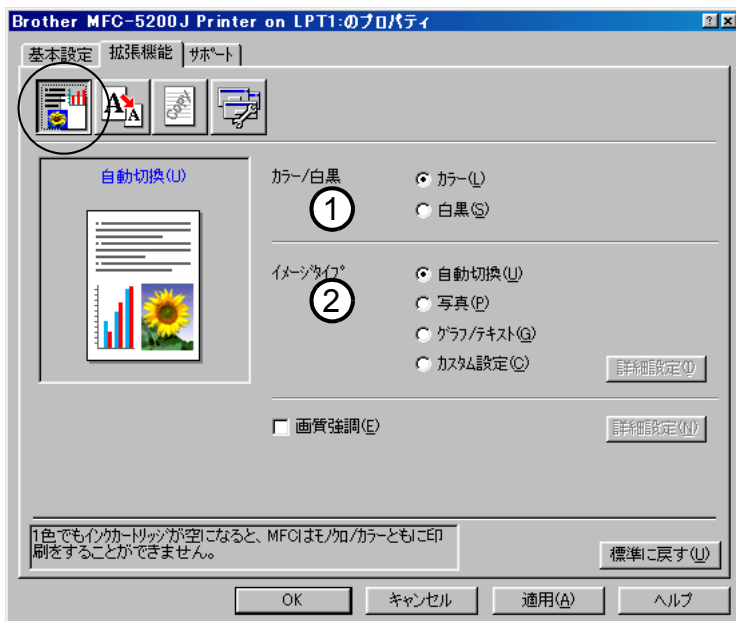 Brother MFC-5200J Printer on LPT1:のプロパティ
基本設定 拡張機能 サポート
自動切換(U)
カラー/白黒
①
カラー(L)
白黒(S)
イメージタイプ
②
自動切換(U)
写真(P)
グラフ/テキスト(G)
カスタム設定(C)
詳細設定(I)
画質強調(E)
詳細設定(N)
1色でもインクカートリッジが空になると、MFCはモノクロ/カラーともに印
刷をすることができません。
標準に戻す(U)
OK キャンセル 適用(A) ヘルプ